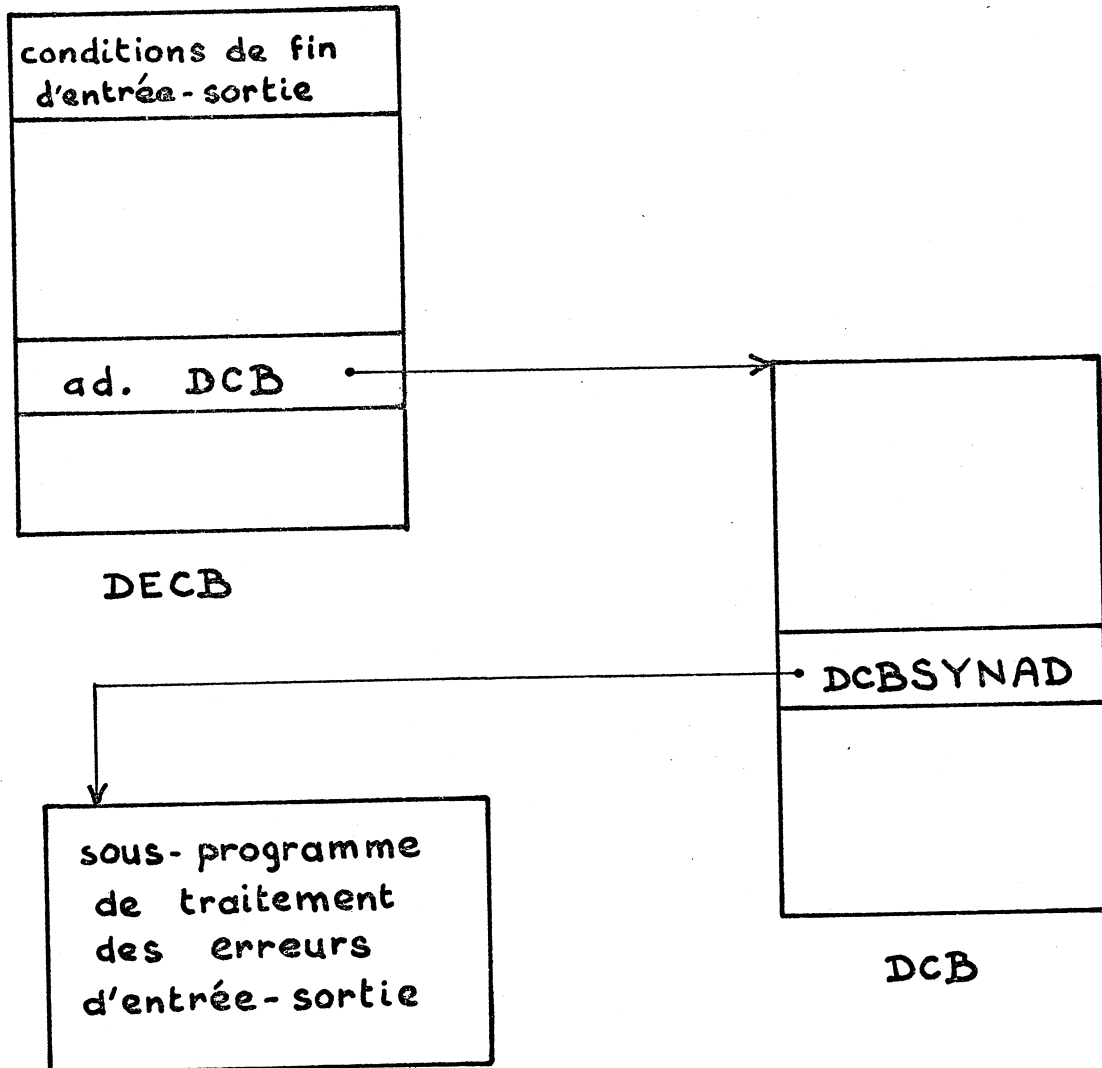 conditions de fin
d'entrée-sortie
ad. DCB
DECB
DCBSYNAD
DCB
sous-programme
de traitement
des erreurs
d'entrée-sortie